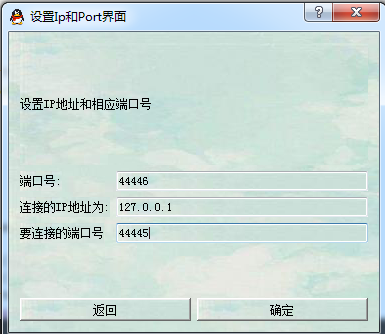 设置Ip和Port界面
设置IP地址和相应端口号
端口号: 44446
连接的IP地址为: 127.0.0.1
要连接的端口号 44445
返回 确定